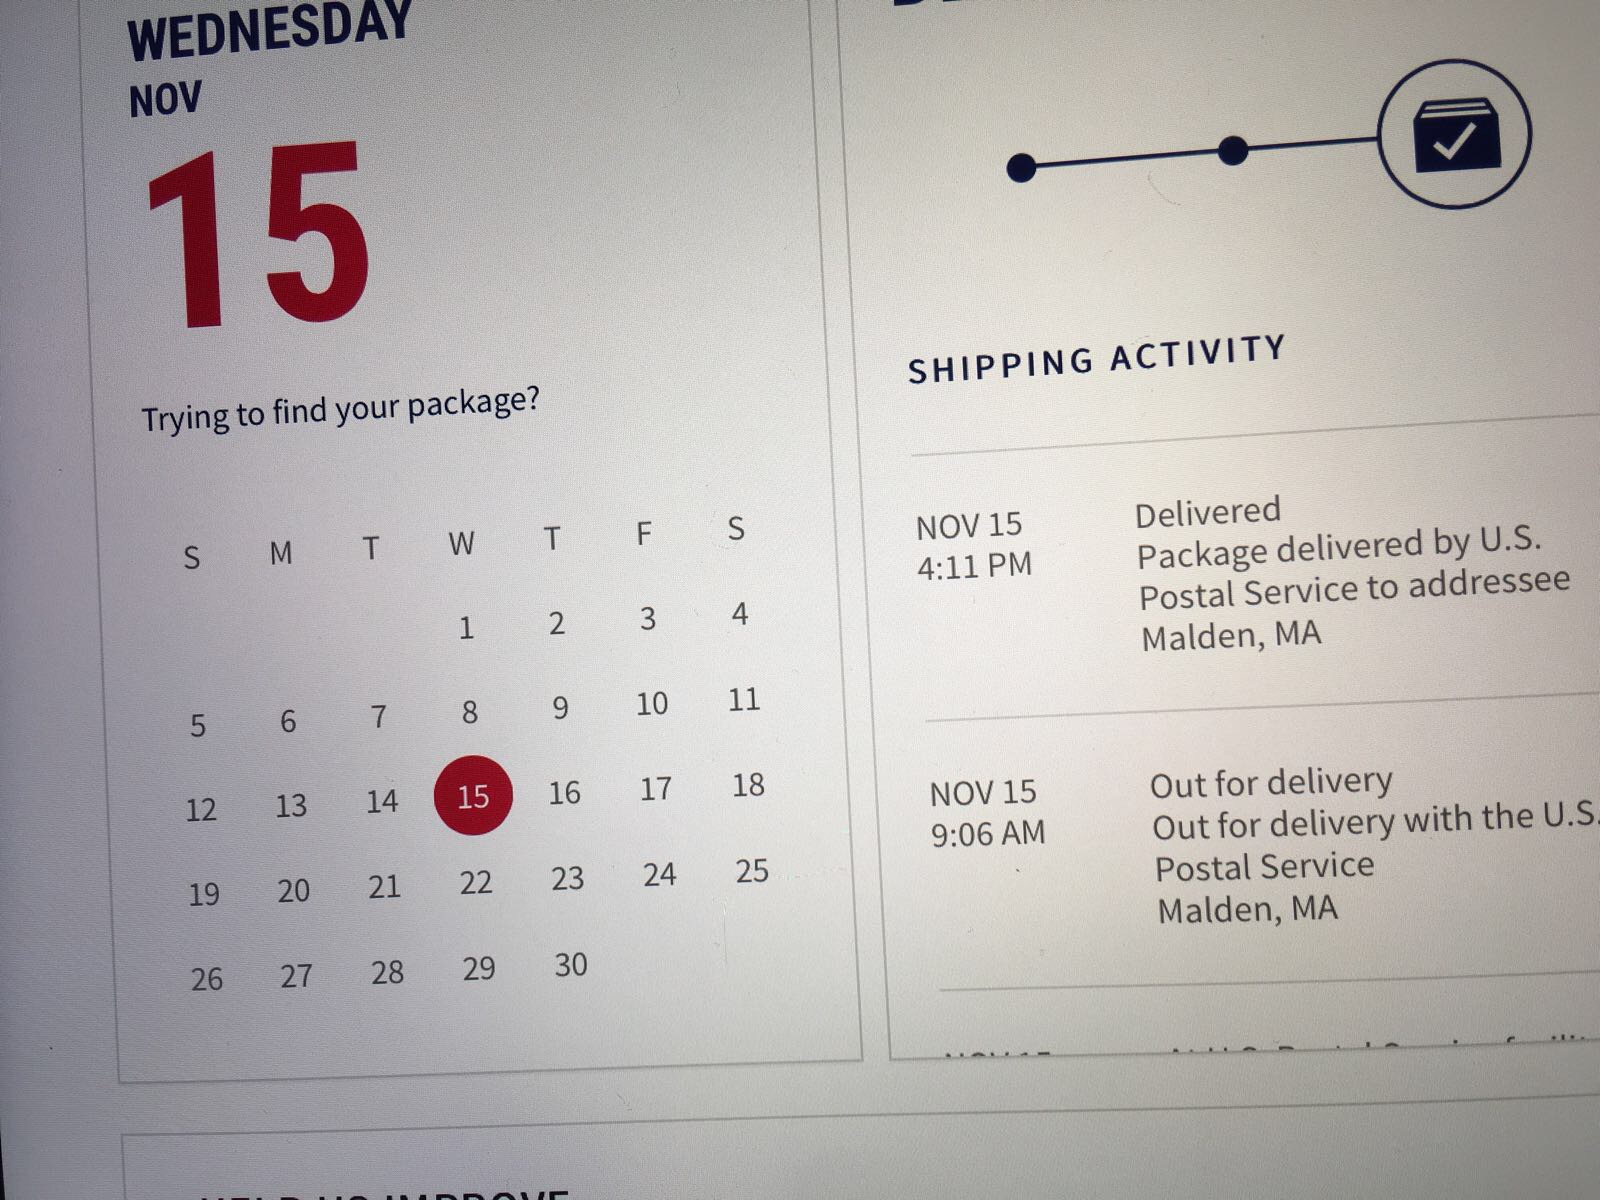 WEDNESDAY
NOV
15
Trying to find your package?
S M T W T F S
1 2 3 4
5 6 7 8 9 10 11
12 13 14 15 16 17 18
19 20 21 22 23 24 25
26 27 28 29 30
SHIPPING ACTIVITY
NOV 15
4:11 PM
Delivered
Package delivered by U.S.
Postal Service to addressee
Malden, MA
NOV 15
9:06 AM
Out for delivery
Out for delivery with the U.S.
Postal Service
Malden, MA
HELP US IMPROVE